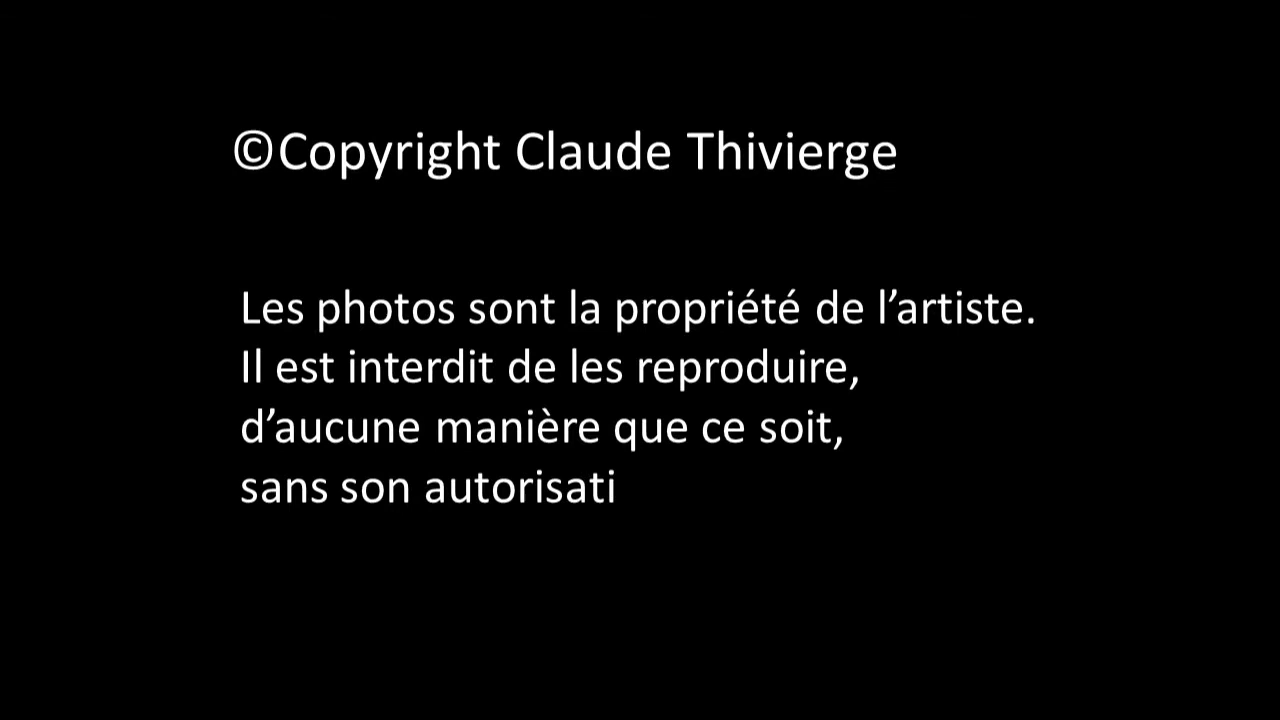 ©Copyright Claude Thivierge
Les photos sont la propriété de l’artiste.
Il est interdit de les reproduire,
d’aucune manière que ce soit,
sans son autorisati